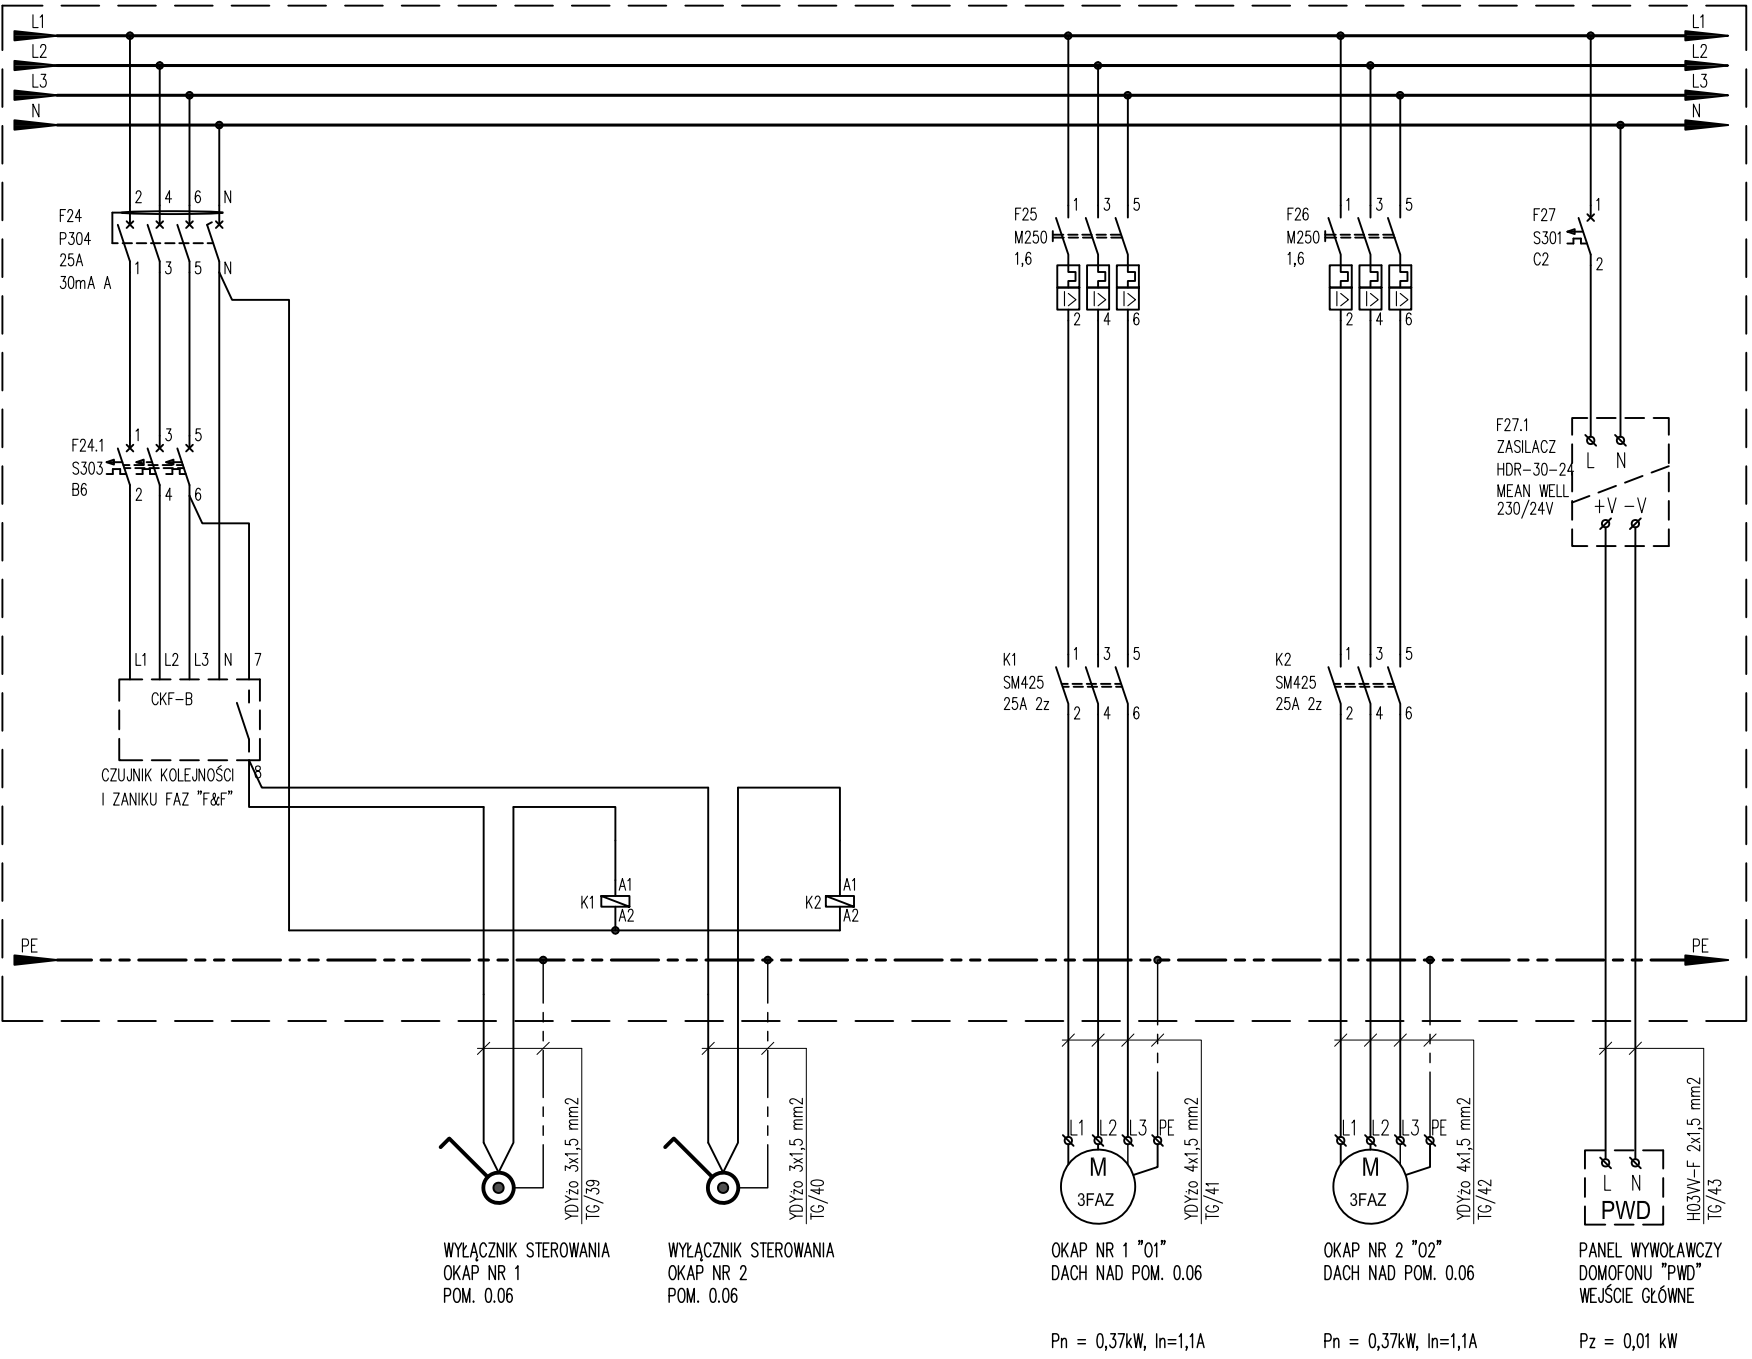 L1
L1
L2
L2
L3
L3
N
N
2 4 6 N
F24
P304
25A
30mA A
1 3 5 N
1 3 5
F25
M250
1,6
I> I> I>
2 4 6
1 3 5
F26
M250
1,6
I> I> I>
2 4 6
1
F27
S301
C2
2
1 3 5
F24.1
S303
B6
2 4 6
F27.1
ZASILACZ
HDR-30-24
MEAN WELL
230/24V
L N
+V -V
L1 L2 L3 N 7
CKF-B
8
CZUJNIK KOLEJNOŚCI
I ZANIKU FAZ "F&F"
1 3 5
K1
SM425
25A 2z
2 4 6
1 3 5
K2
SM425
25A 2z
2 4 6
A1
K1
A2
A1
K2
A2
PE
PE
YDYżo 3x1,5 mm2
TG/39
YDYżo 3x1,5 mm2
TG/40
L1 L2 L3 PE
M
3FAZ
YDYżo 4x1,5 mm2
TG/41
L1 L2 L3 PE
M
3FAZ
YDYżo 4x1,5 mm2
TG/42
L N
PWD
H03VV-F 2x1,5 mm2
TG/43
WYŁĄCZNIK STEROWANIA
OKAP NR 1
POM. 0.06
WYŁĄCZNIK STEROWANIA
OKAP NR 2
POM. 0.06
OKAP NR 1 "O1"
DACH NAD POM. 0.06
Pn = 0,37kW, In=1,1A
OKAP NR 2 "O2"
DACH NAD POM. 0.06
Pn = 0,37kW, In=1,1A
PANEL WYWOŁAWCZY
DOMOFONU "PWD"
WEJŚCIE GŁÓWNE
Pz = 0,01 kW